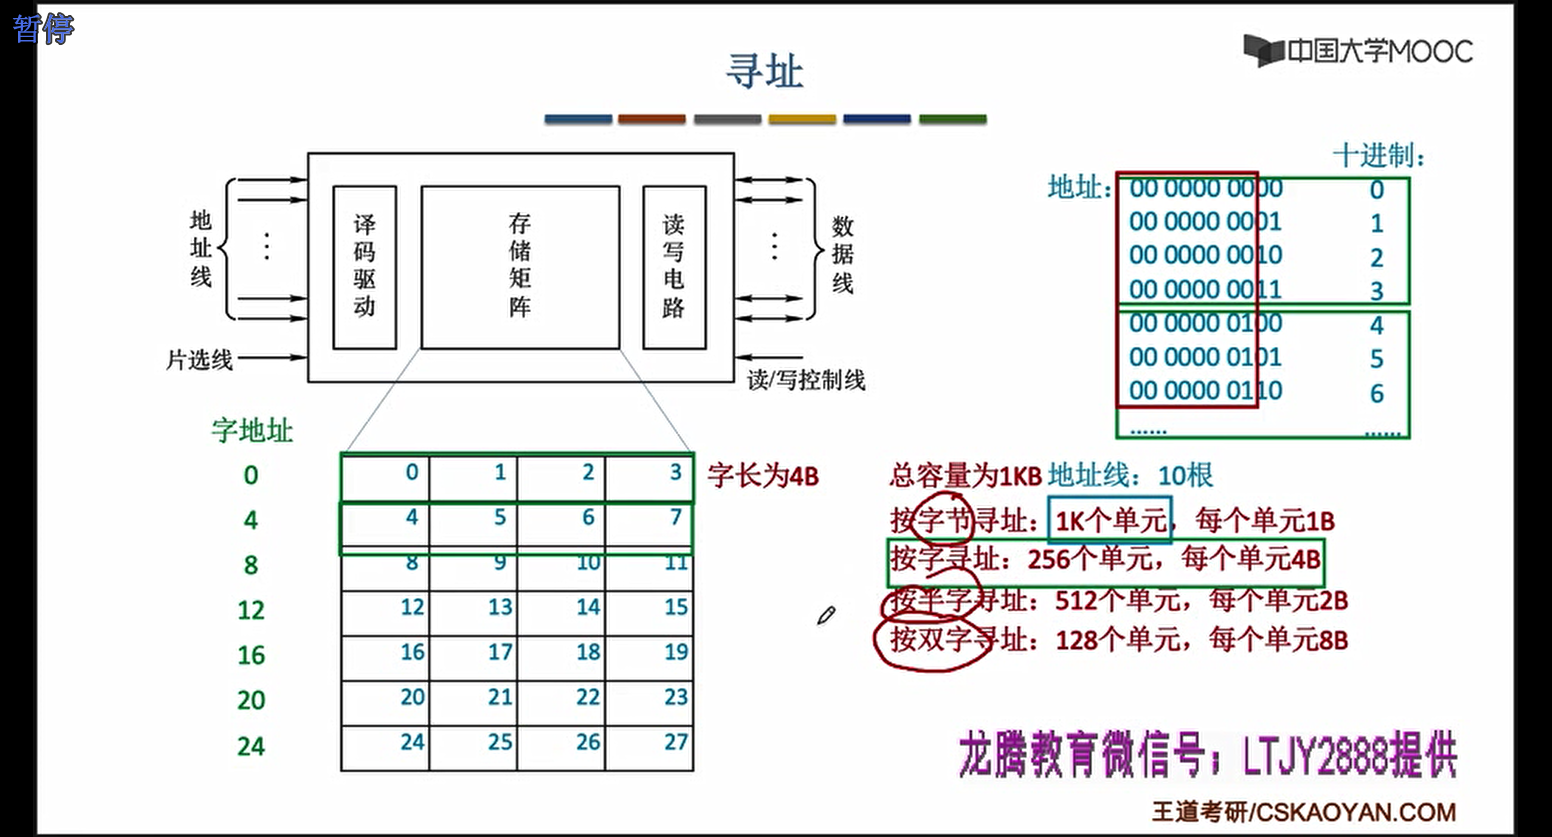 暂停
中国大学MOOC
寻址
地址线
译码驱动
存储矩阵
读写电路
数据线
片选线
读/写控制线
十进制：
地址：
00 0000 0000 0
00 0000 0001 1
00 0000 0010 2
00 0000 0011 3
00 0000 0100 4
00 0000 0101 5
00 0000 0110 6
...... ......
字地址
0 0 1 2 3 字长为4B
4 4 5 6 7
8 8 9 10 11
12 12 13 14 15
16 16 17 18 19
20 20 21 22 23
24 24 25 26 27
总容量为1KB 地址线：10根
按字节寻址：1K个单元，每个单元1B
按字寻址：256个单元，每个单元4B
按半字寻址：512个单元，每个单元2B
按双字寻址：128个单元，每个单元8B
龙腾教育微信号；LTJY2888提供
王道考研/CSKAOYAN.COM